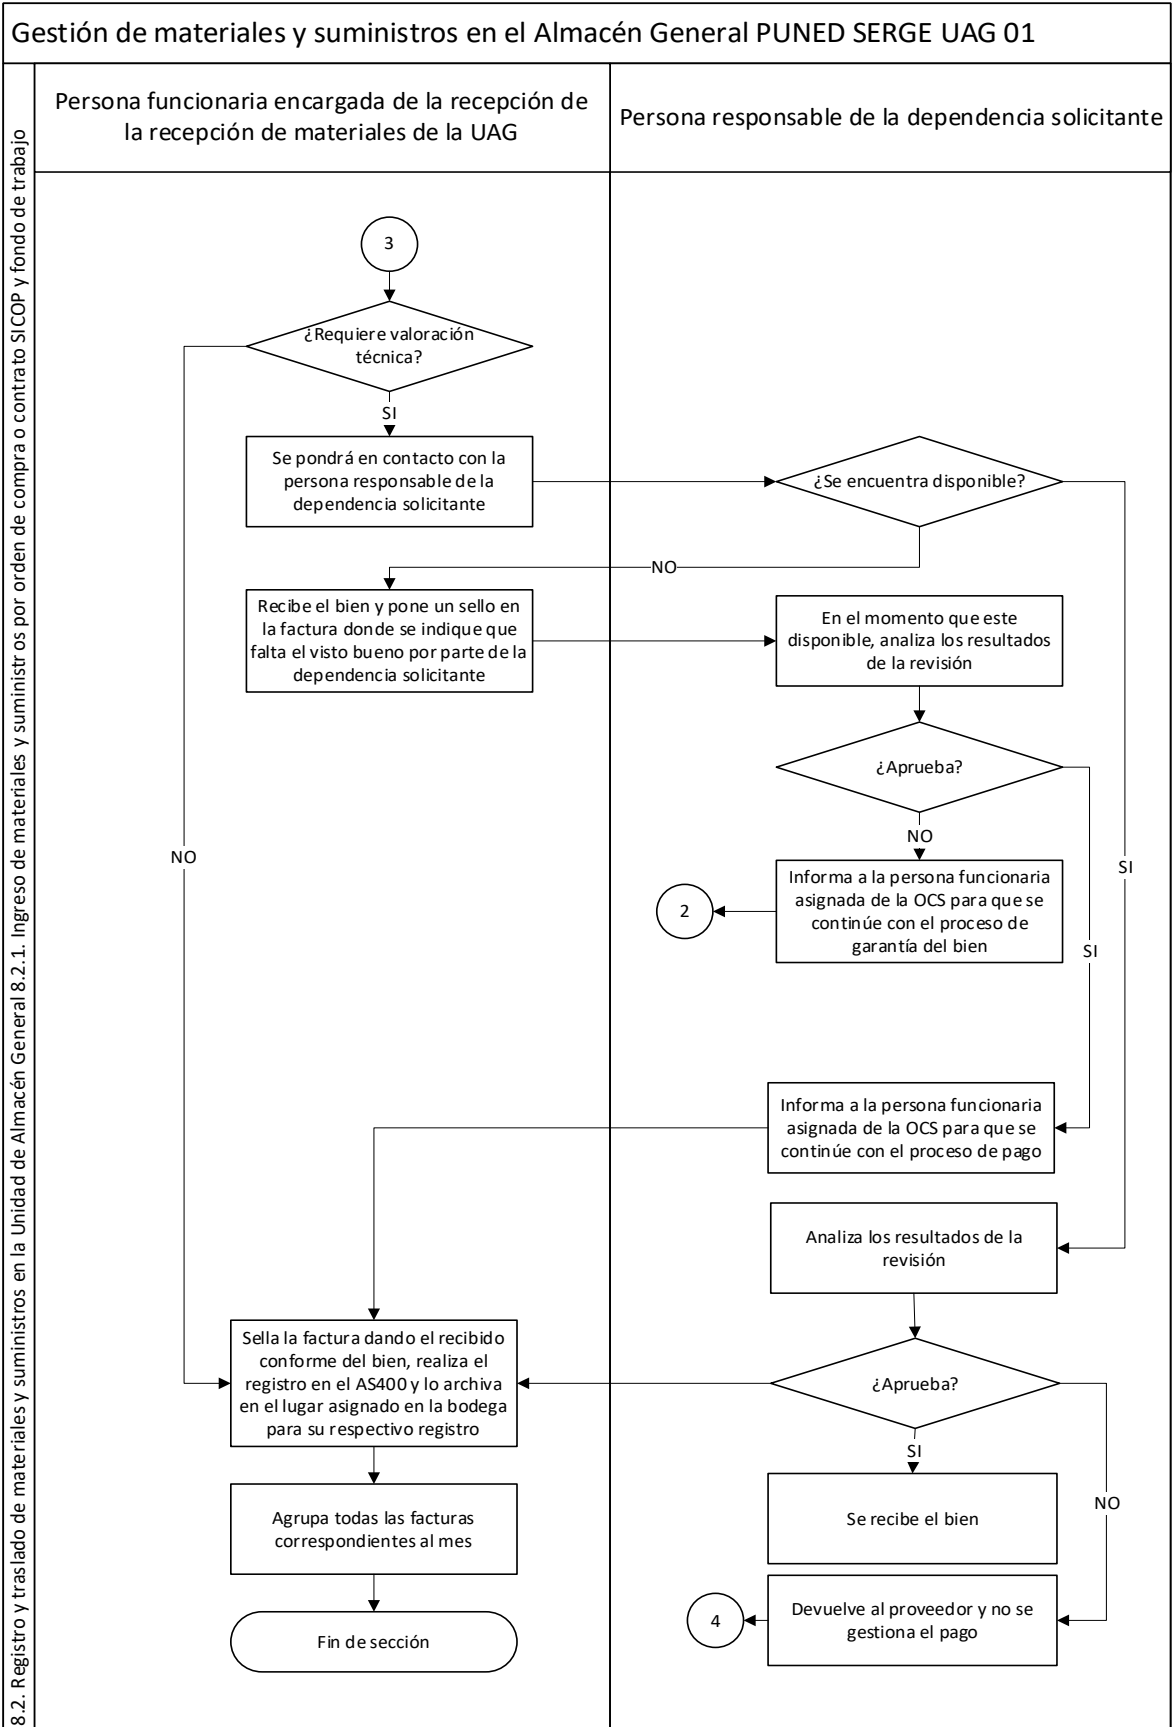 Gestión de materiales y suministros en el Almacén General PUNED SERGE UAG 01
8.2. Registro y traslado de materiales y suministros en la Unidad de Almacén General 8.2.1. Ingreso de materiales y suministros por orden de compra o contrato SICOP y fondo de trabajo
Persona funcionaria encargada de la recepción de
la recepción de materiales de la UAG
Persona responsable de la dependencia solicitante
3
¿Requiere valoración
técnica?
SI
Se pondrá en contacto con la
persona responsable de la
dependencia solicitante
¿Se encuentra disponible?
NO
Recibe el bien y pone un sello en
la factura donde se indique que
falta el visto bueno por parte de la
dependencia solicitante
En el momento que este
disponible, analiza los resultados
de la revisión
¿Aprueba?
NO
NO
SI
Informa a la persona funcionaria
asignada de la OCS para que se
continúe con el proceso de
garantía del bien
2
SI
Informa a la persona funcionaria
asignada de la OCS para que se
continúe con el proceso de pago
Analiza los resultados de la
revisión
Sella la factura dando el recibido
conforme del bien, realiza el
registro en el AS400 y lo archiva
en el lugar asignado en la bodega
para su respectivo registro
¿Aprueba?
SI
NO
Agrupa todas las facturas
correspondientes al mes
Se recibe el bien
Devuelve al proveedor y no se
gestiona el pago
4
Fin de sección